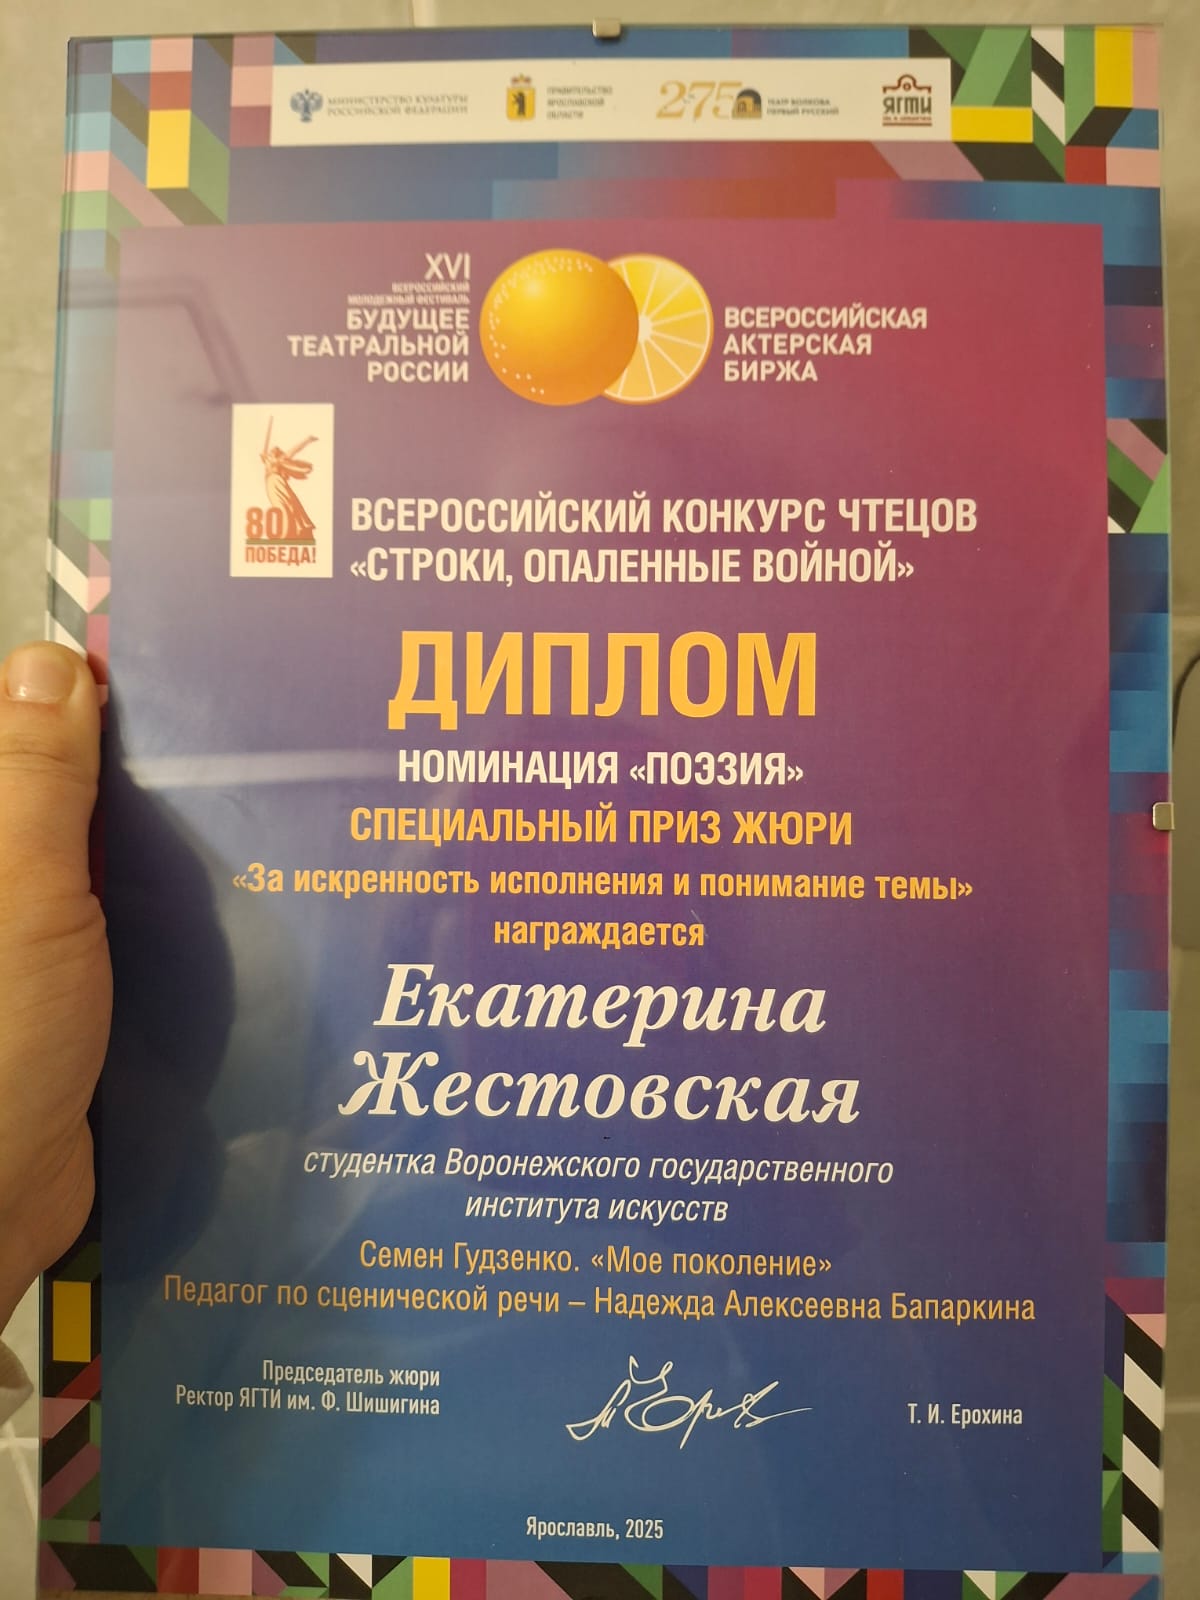 МИНИСТЕРСТВО КУЛЬТУРЫ
РОССИЙСКОЙ ФЕДЕРАЦИИ
ПРАВИТЕЛЬСТВО
ЯРОСЛАВСКОЙ
ОБЛАСТИ
275
ТЕАТР ВОЛКОВА
ПЕРВЫЙ РУССКИЙ
ЯГТИ
XVI
ВСЕРОССИЙСКИЙ
МОЛОДЕЖНЫЙ ФЕСТИВАЛЬ
БУДУЩЕЕ
ТЕАТРАЛЬНОЙ
РОССИИ
ВСЕРОССИЙСКАЯ
АКТЕРСКАЯ
БИРЖА
80
ПОБЕДА!
ВСЕРОССИЙСКИЙ КОНКУРС ЧТЕЦОВ
«СТРОКИ, ОПАЛЕННЫЕ ВОЙНОЙ»
ДИПЛОМ
НОМИНАЦИЯ «ПОЭЗИЯ»
СПЕЦИАЛЬНЫЙ ПРИЗ ЖЮРИ
«За искренность исполнения и понимание темы»
награждается
Екатерина
Жестовская
студентка Воронежского государственного
института искусств
Семен Гудзенко. «Мое поколение»
Педагог по сценической речи – Надежда Алексеевна Бапаркина
Председатель жюри
Ректор ЯГТИ им. Ф. Шишигина
Т. И. Ерохина
Ярославль, 2025